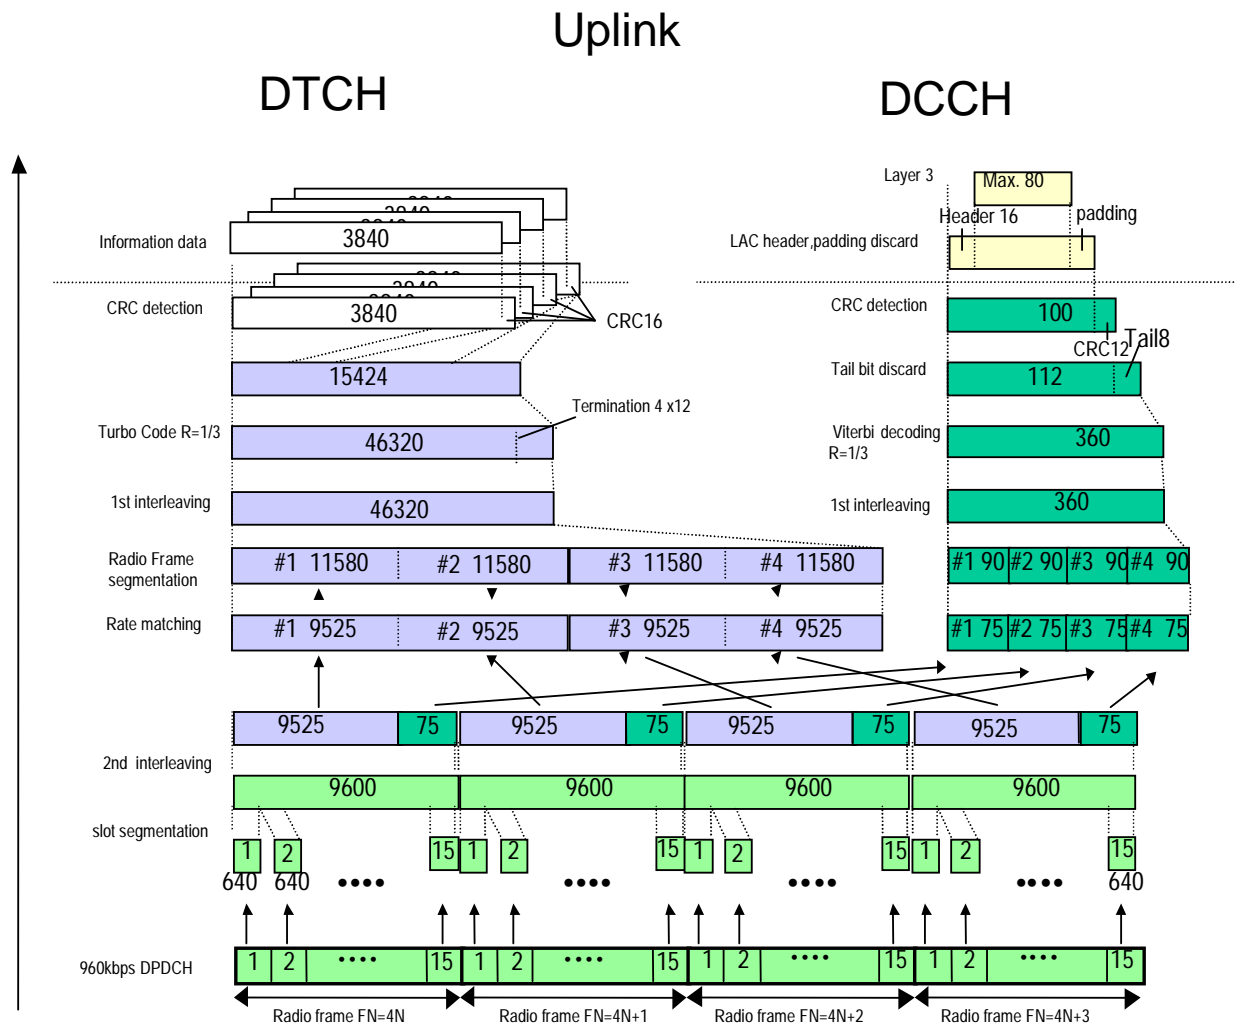 Uplink
DTCH
DCCH
Layer 3
Max. 80
Header 16
padding
3840
3840
3840
3840
Information data
LAC header,padding discard
3840
3840
3840
CRC detection
3840
CRC16
CRC detection
100
CRC12
Tail8
15424
Tail bit discard
112
Termination 4 x12
Turbo Code R=1/3
46320
Viterbi decoding
R=1/3
360
1st interleaving
46320
1st interleaving
360
Radio Frame
segmentation
#1 11580
#2 11580
#3 11580
#4 11580
#1 90
#2 90
#3 90
#4 90
Rate matching
#1 9525
#2 9525
#3 9525
#4 9525
#1 75
#2 75
#3 75
#4 75
9525
75
9525
75
9525
75
9525
75
2nd interleaving
9600
9600
9600
9600
slot segmentation
1
2
15
1
2
15
1
2
15
1
2
15
640
640
••••
••••
••••
••••
640
960kbps DPDCH
1
2
••••
15
1
2
••••
15
1
2
••••
15
1
2
••••
15
Radio frame FN=4N
Radio frame FN=4N+1
Radio frame FN=4N+2
Radio frame FN=4N+3